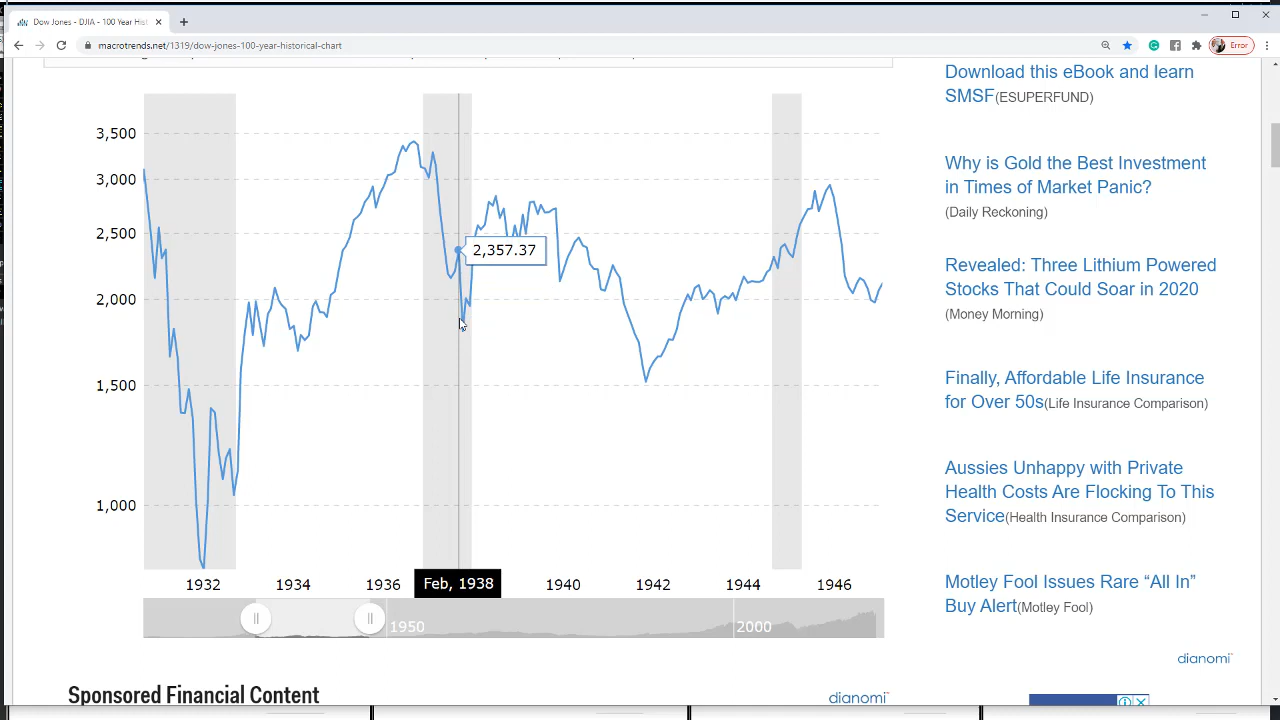 Dow Jones - DJIA - 100 Year Hist
macrotrends.net/1319/dow-jones-100-year-historical-chart
Error
3,500
3,000
2,500
2,000
1,500
1,000
2,357.37
1932
1934
1936
Feb, 1938
1940
1942
1944
1946
1950
2000
Sponsored Financial Content
dianomi
Download this eBook and learn
SMSF(ESUPERFUND)
Why is Gold the Best Investment
in Times of Market Panic?
(Daily Reckoning)
Revealed: Three Lithium Powered
Stocks That Could Soar in 2020
(Money Morning)
Finally, Affordable Life Insurance
for Over 50s(Life Insurance Comparison)
Aussies Unhappy with Private
Health Costs Are Flocking To This
Service(Health Insurance Comparison)
Motley Fool Issues Rare “All In”
Buy Alert(Motley Fool)
dianomi